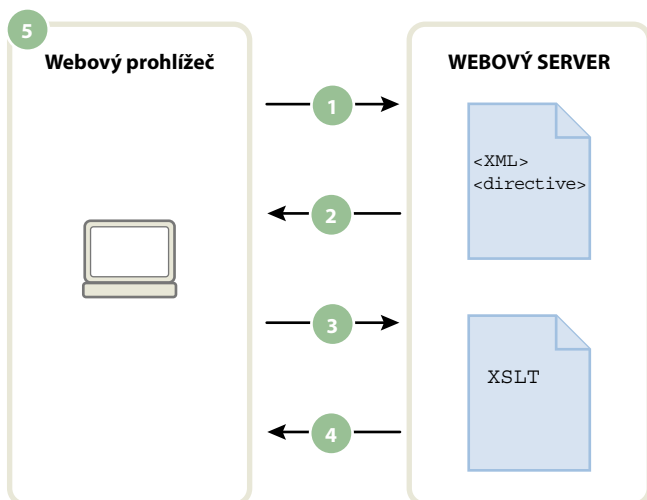 5
Webový prohlížeč
WEBOVÝ SERVER
1
<XML>
<directive>
2
3
XSLT
4